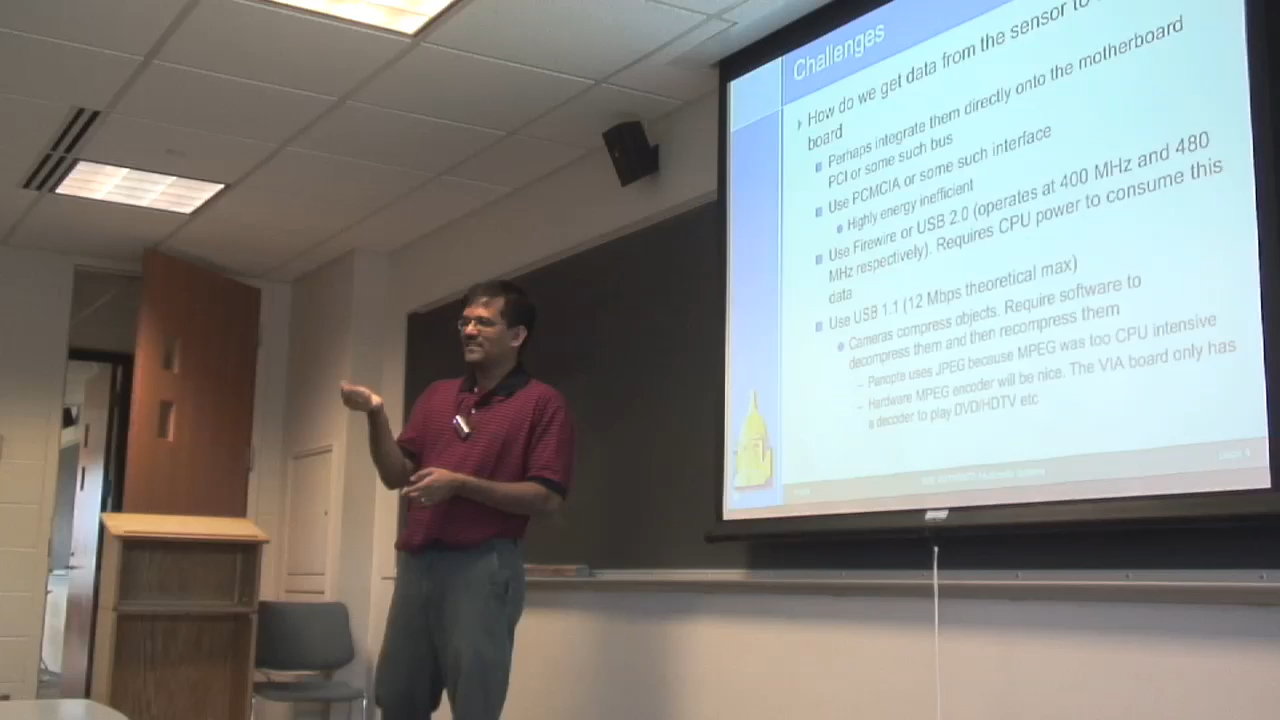 Challenges
How do we get data from the sensor to
board
Perhaps integrate them directly onto the motherboard
PCI or some such bus
Use PCMCIA or some such interface
Highly energy inefficient
Use Firewire or USB 2.0 (operates at 400 MHz and 480
MHz respectively). Requires CPU power to consume this
data
Use USB 1.1 (12 Mbps theoretical max)
Cameras compress objects. Require software to
decompress them and then recompress them
– Panopte uses JPEG because MPEG was too CPU intensive
– Hardware MPEG encoder will be nice. The VIA board only has
a decoder to play DVD/HDTV etc